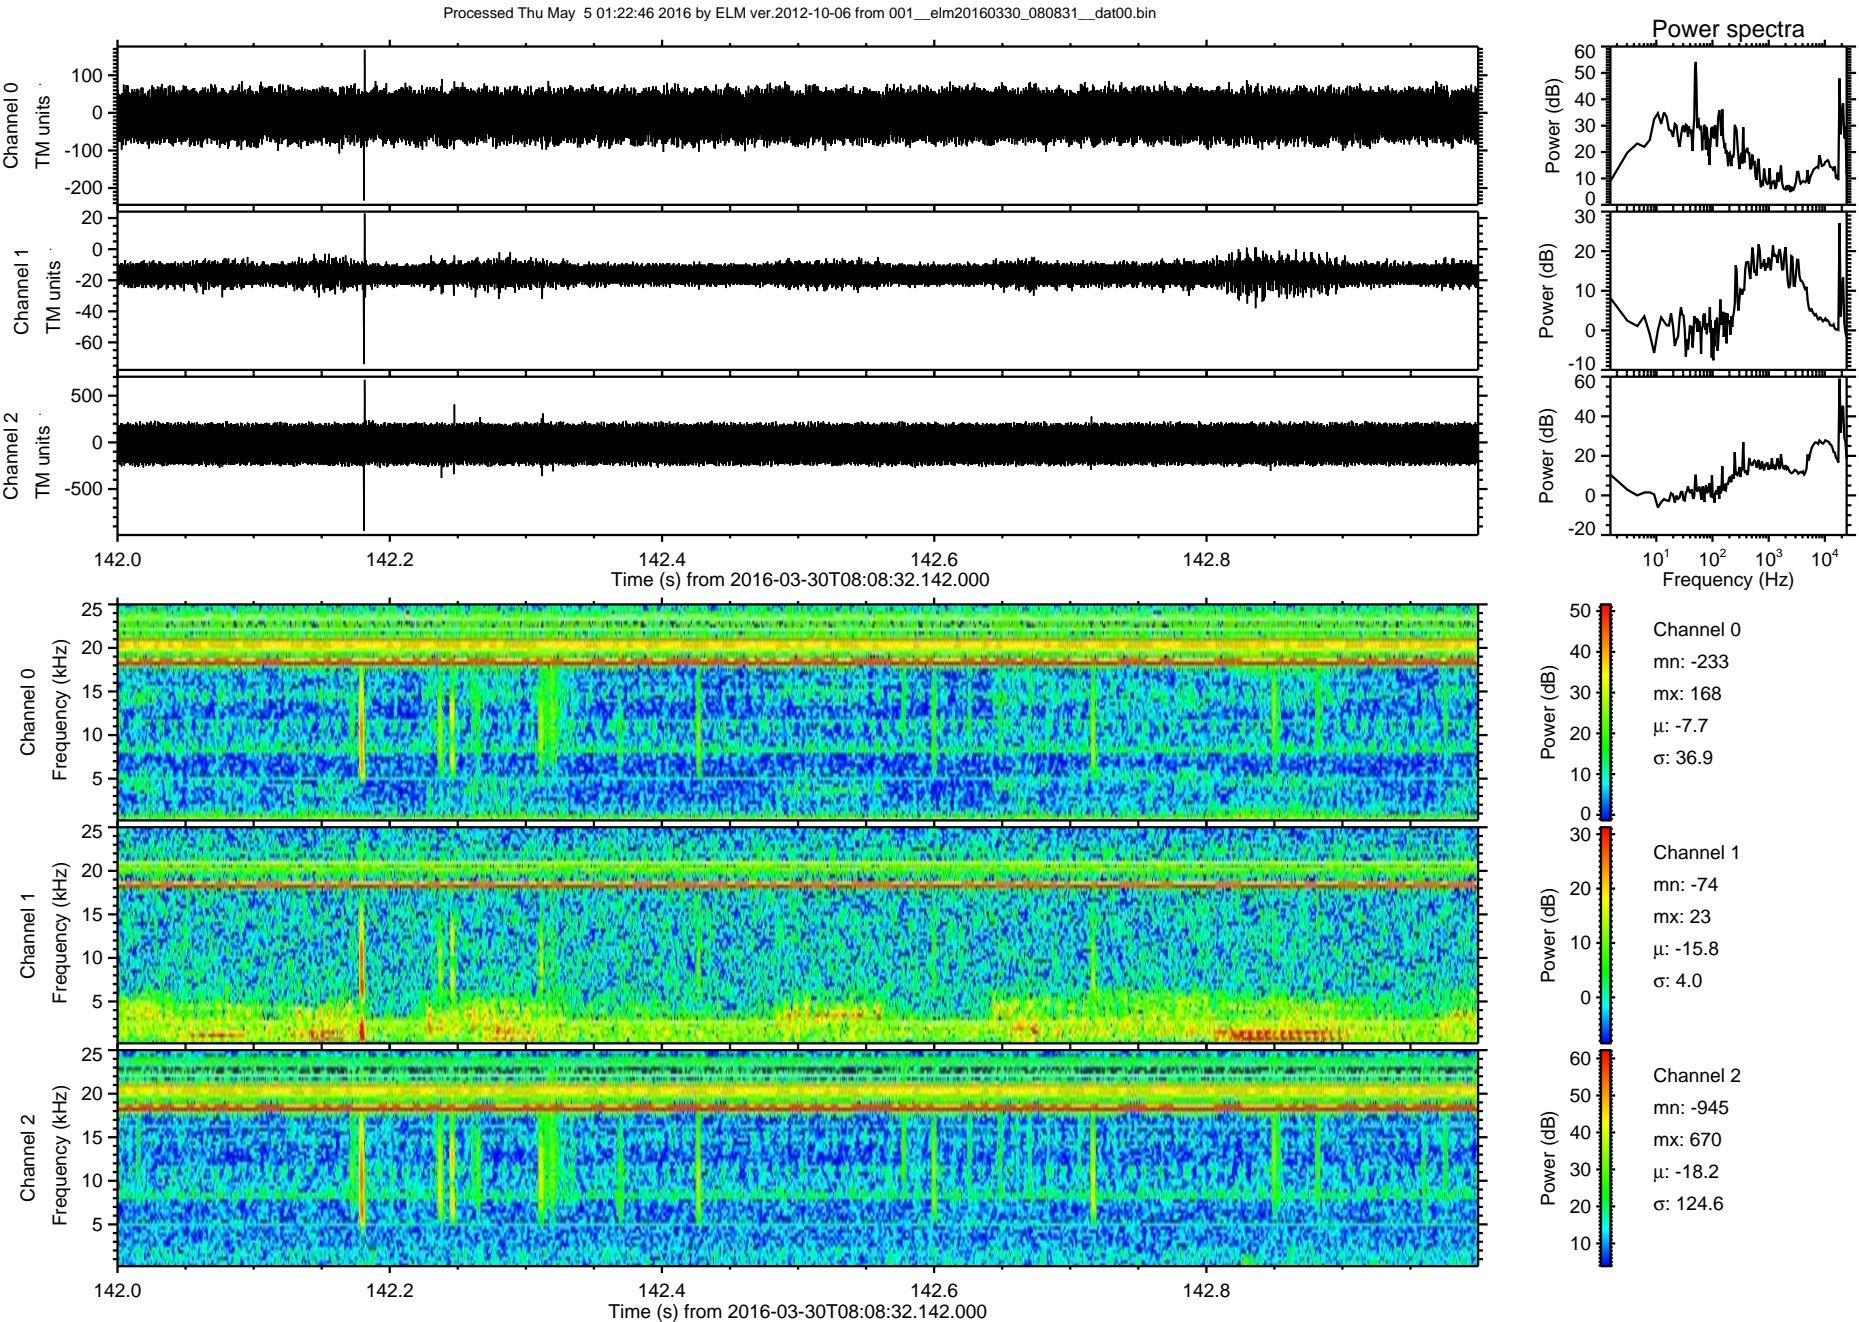 Processed Thu May  5 01:22:46 2016 by ELM ver.2012-10-06 from 001__elm20160330_080831__dat00.bin
Power spectra
Channel 0
TM units
100
0
-100
-200
Power (dB)
60
50
40
30
20
10
0
Channel 1
TM units
20
0
-20
-40
-60
Power (dB)
30
20
10
0
-10
Channel 2
TM units
500
0
-500
Power (dB)
60
40
20
0
-20
142.0 142.2 142.4 142.6 142.8
Time (s) from 2016-03-30T08:08:32.142.000
10^1 10^2 10^3 10^4
Frequency (Hz)
Channel 0
Frequency (kHz)
25
20
15
10
5
Power (dB)
50
40
30
20
10
0
Channel 0
mn: -233
mx: 168
μ: -7.7
σ: 36.9
Channel 1
Frequency (kHz)
25
20
15
10
5
Power (dB)
30
20
10
0
Channel 1
mn: -74
mx: 23
μ: -15.8
σ: 4.0
Channel 2
Frequency (kHz)
25
20
15
10
5
Power (dB)
60
50
40
30
20
10
Channel 2
mn: -945
mx: 670
μ: -18.2
σ: 124.6
142.0 142.2 142.4 142.6 142.8
Time (s) from 2016-03-30T08:08:32.142.000